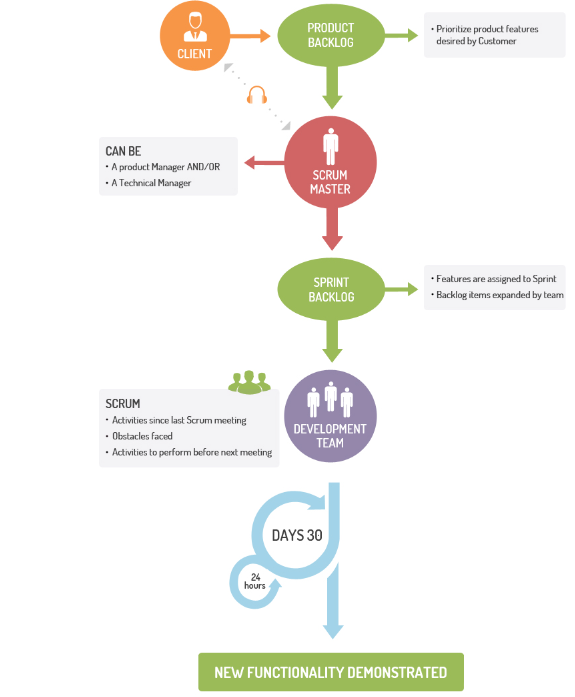 CLIENT
PRODUCT
BACKLOG
• Prioritize product features
desired by Customer
CAN BE
• A product Manager AND/OR
• A Technical Manager
SCRUM
MASTER
SPRINT
BACKLOG
• Features are assigned to Sprint
• Backlog items expanded by team
SCRUM
• Activities since last Scrum meeting
• Obstacles faced
• Activities to perform before next meeting
DEVELOPMENT
TEAM
DAYS 30
24
hours
NEW FUNCTIONALITY DEMONSTRATED